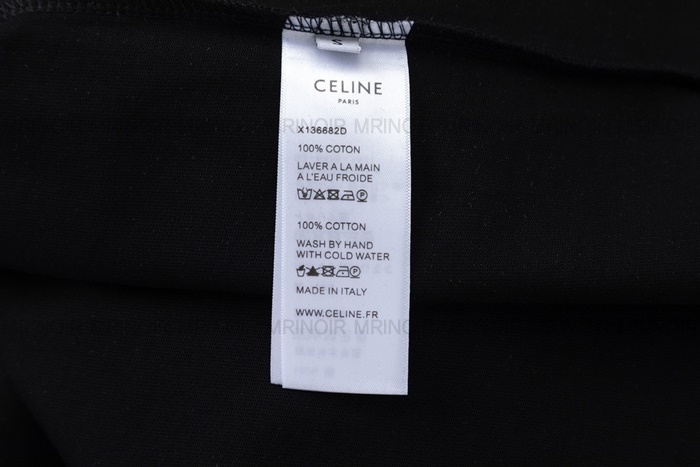 S
CELINE
PARIS
MRINOIR MRINOIR
X136682D
100% COTON
LAVER A LA MAIN
A L'EAU FROIDE
100% COTTON
WASH BY HAND
WITH COLD WATER
MADE IN ITALY
WWW.CELINE.FR
MRINOIR MRINOIR